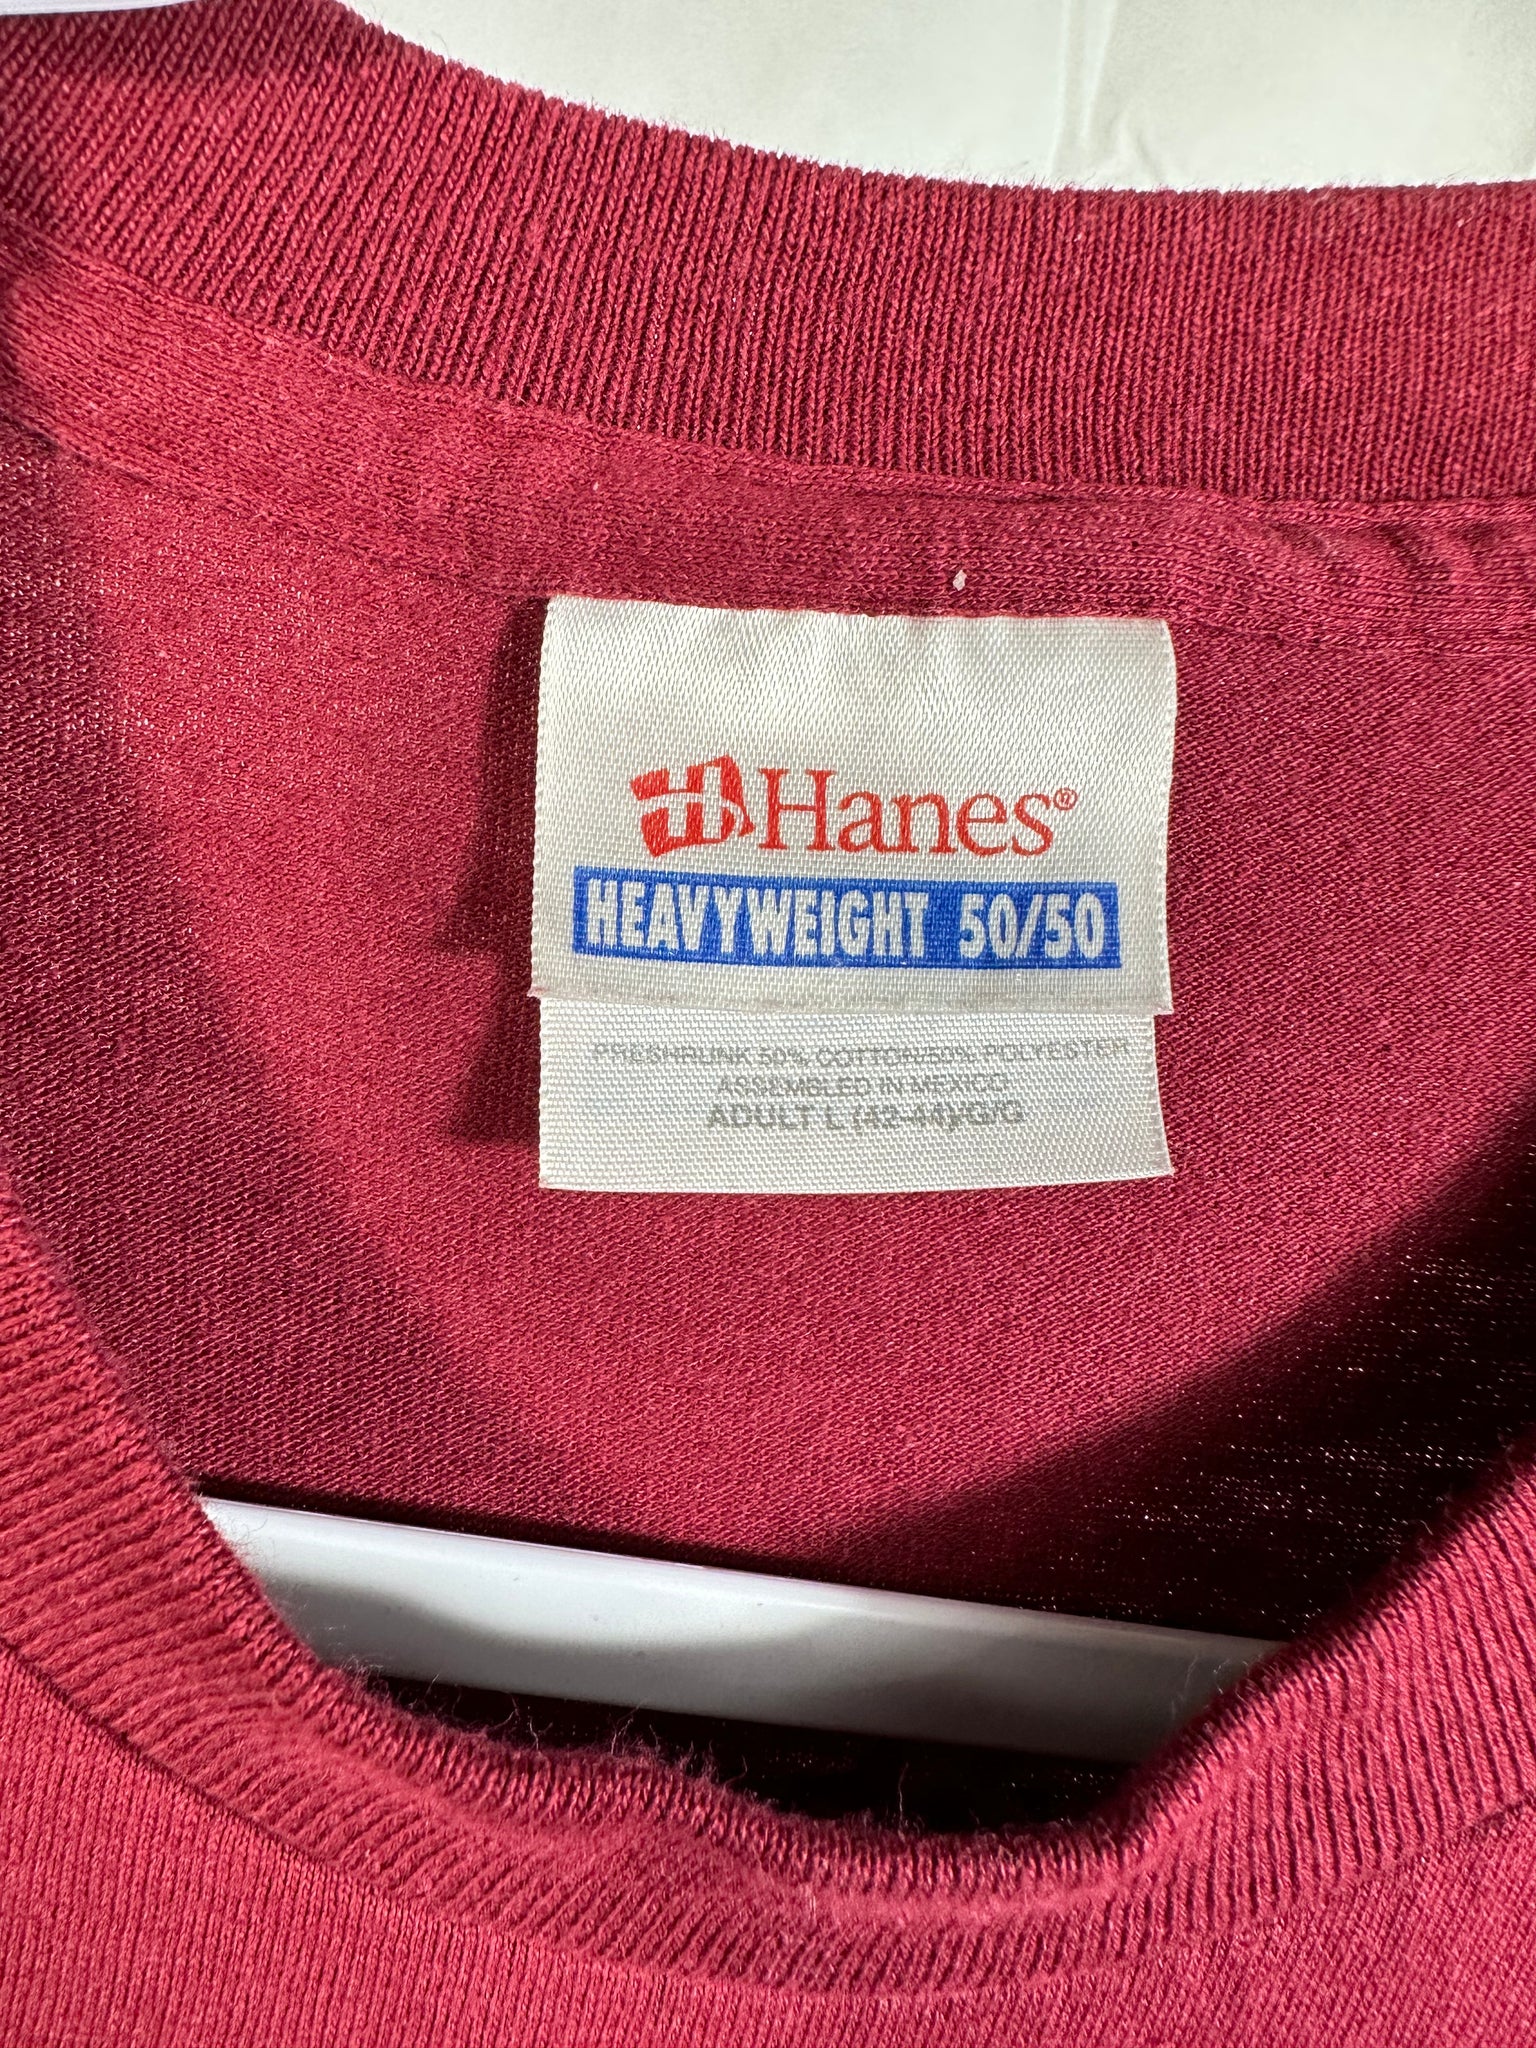 Hanes®
HEAVYWEIGHT 50/50
PRESHRUNK 50% COTTON/50% POLYESTER
ASSEMBLED IN MEXICO
ADULT L (42-44)/G/G